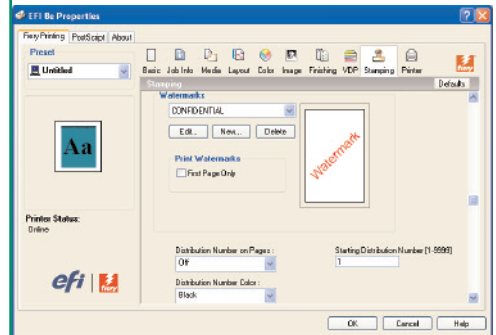 EFI Be Properties
Fiery Printing PostScript About
Preset
Untitled
Basic Job Info Media Layout Color Image Finishing VDP Stamping Printer
fiery
Stamping Defaults
Watermarks
CONFIDENTIAL
Edit... New... Delete
Print Watermarks
First Page Only
Watermark
Aa
Printer Status:
Online
efi fiery
Distribution Number on Pages : Starting Distribution Number [1-9999]
Off 1
Distribution Number Color :
Black
OK Cancel Help